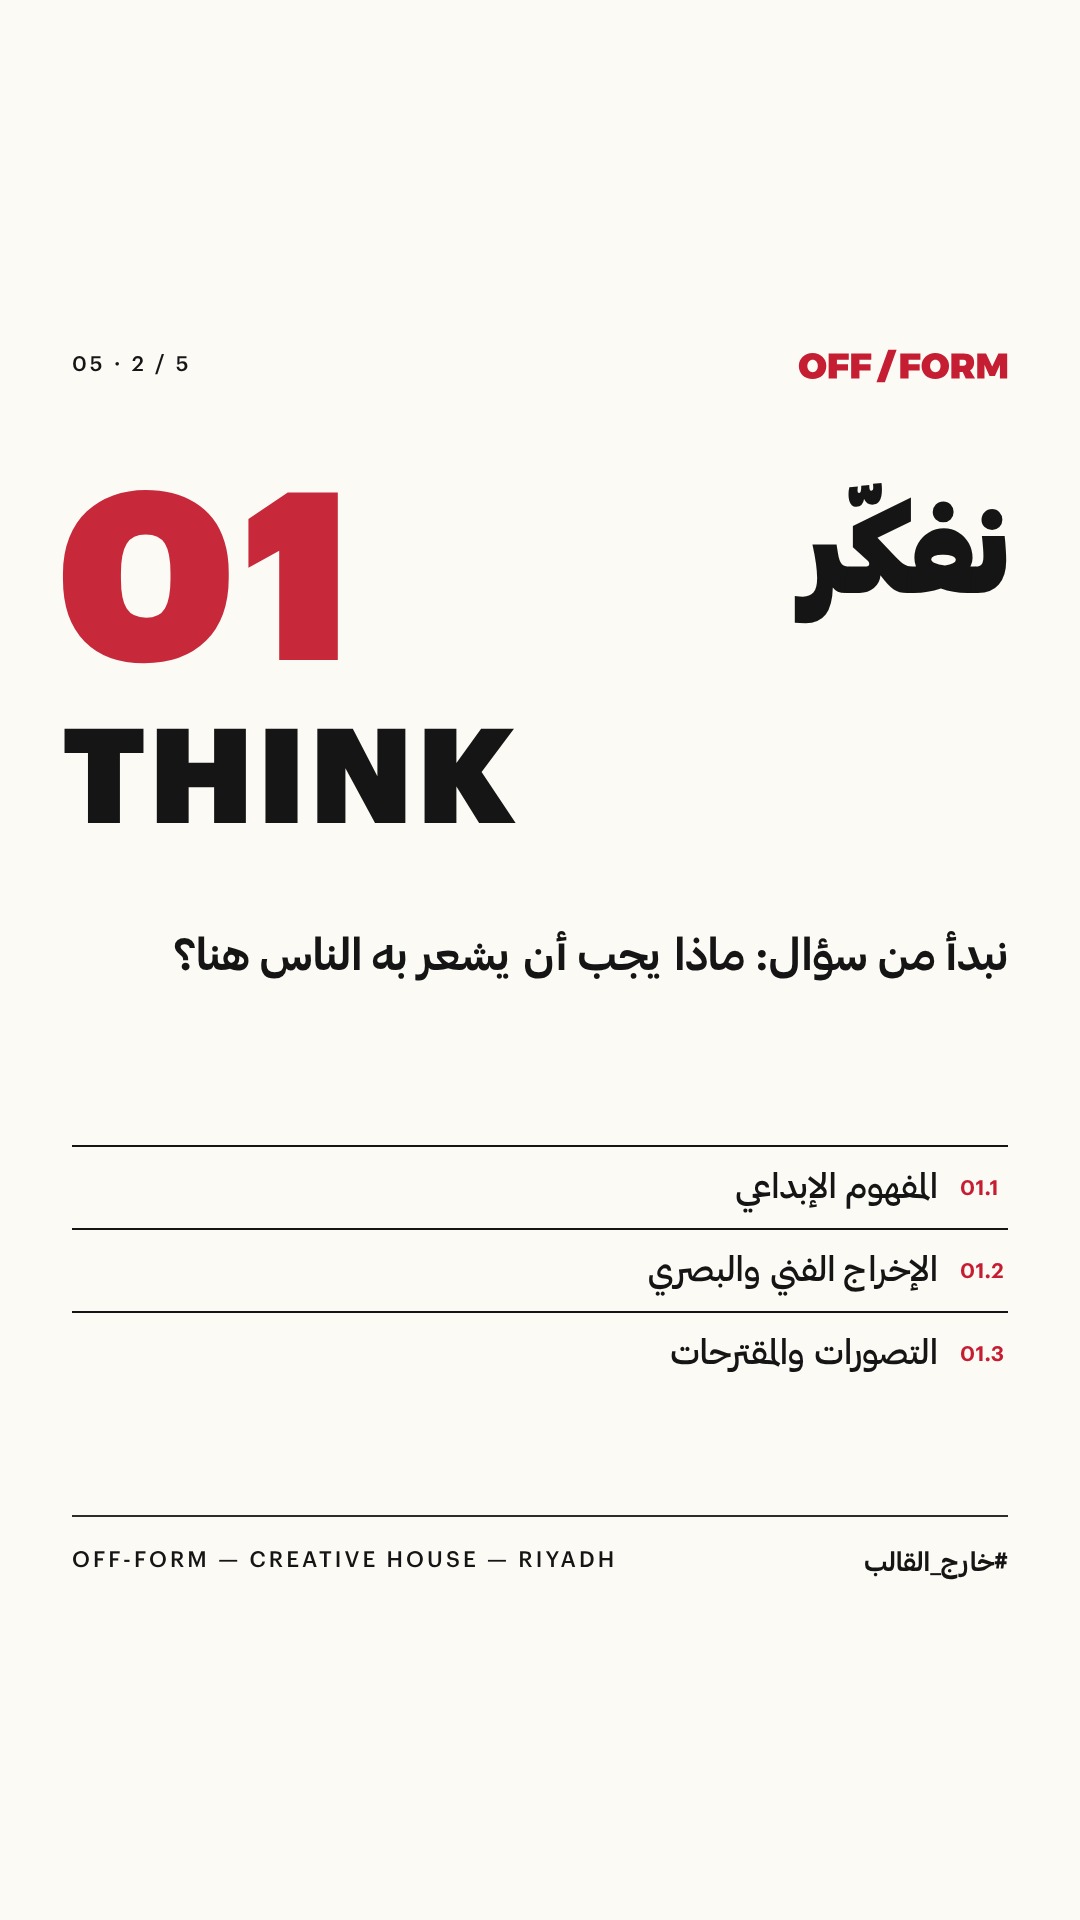 05 · 2 / 5
OFF/FORM
01
نفكّر
THINK
نبدأ من سؤال: ماذا يجب أن يشعر به الناس هنا؟
01.1 المفهوم الإبداعي
01.2 الإخراج الفني والبصري
01.3 التصورات والمقترحات
OFF-FORM — CREATIVE HOUSE — RIYADH
#خارج_القالب